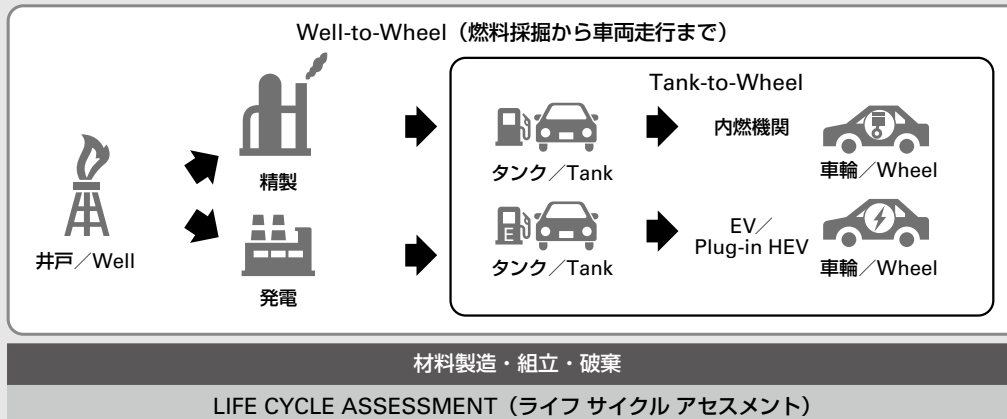 Well-to-Wheel（燃料採掘から車両走行まで）
Tank-to-Wheel
井戸／Well
精製
発電
タンク／Tank
内燃機関
車輪／Wheel
E
タンク／Tank
EV／
Plug-in HEV
車輪／Wheel
材料製造・組立・破棄
LIFE CYCLE ASSESSMENT（ライフ サイクル アセスメント）